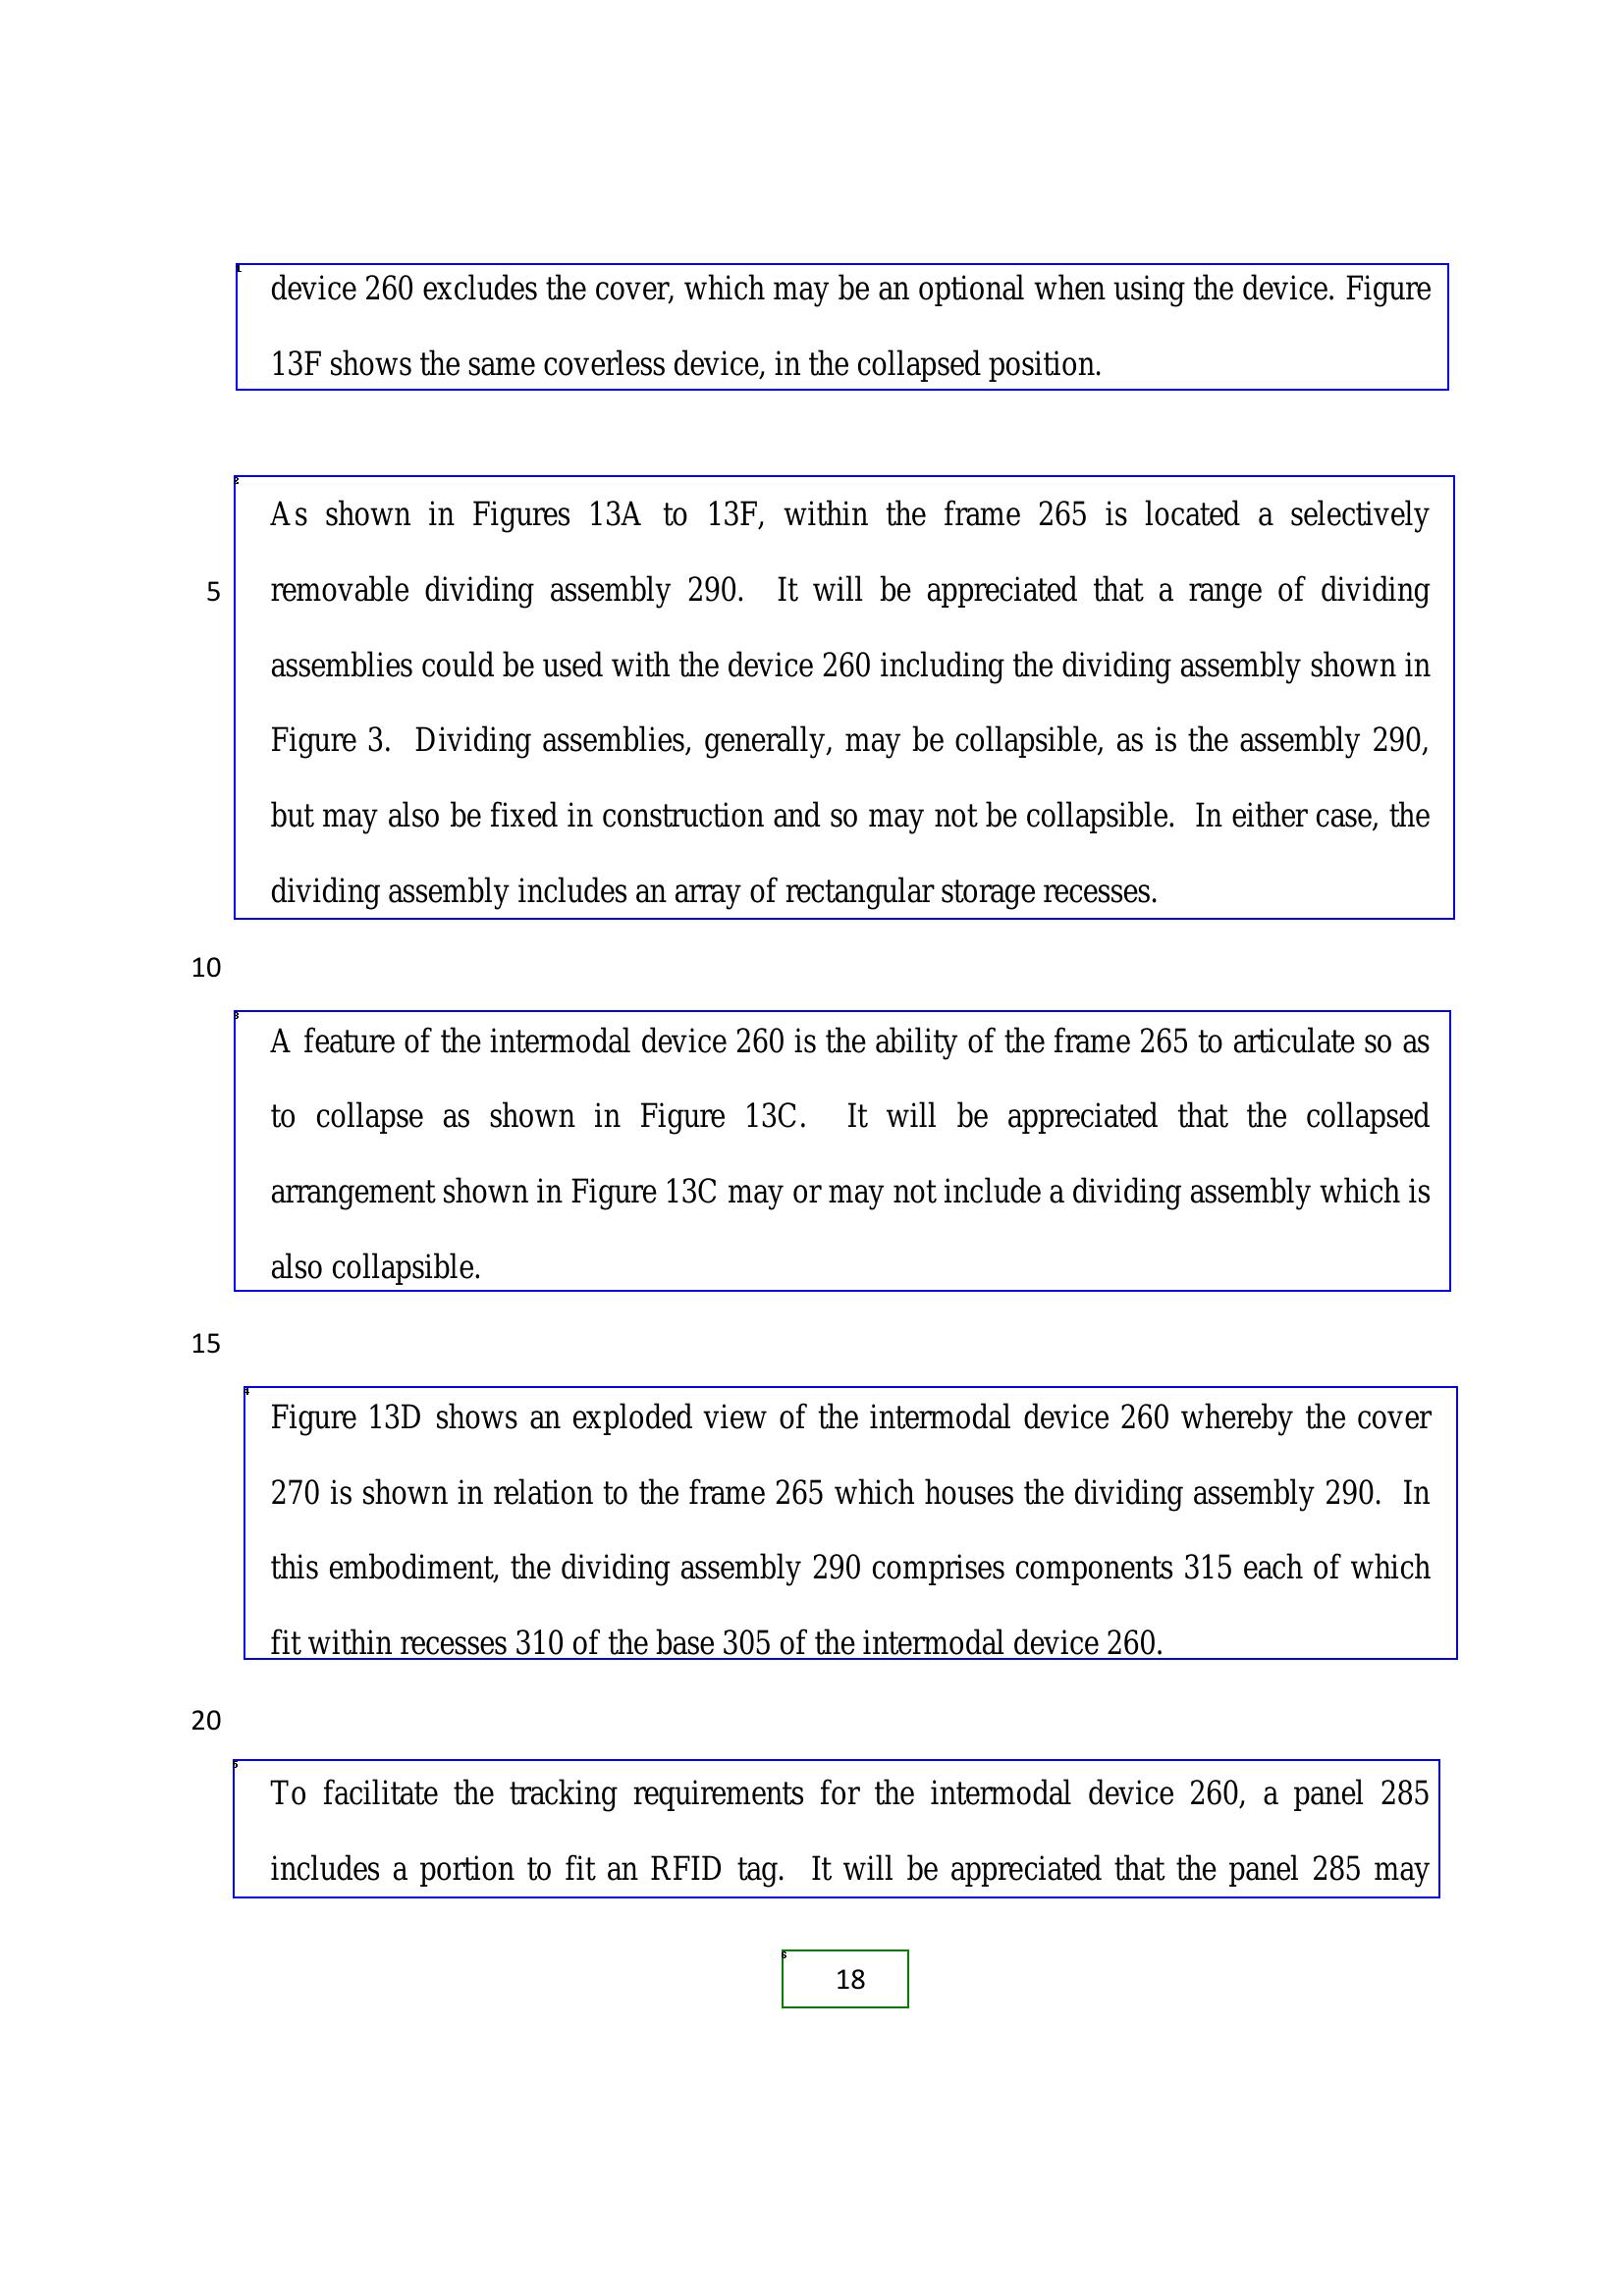 device 260 excludes the cover, which may be an optional when using the device. Figure
13F shows the same coverless device, in the collapsed position.
As shown in Figures 13A to 13F, within the frame 265 is located a selectively
5 removable dividing assembly 290. It will be appreciated that a range of dividing
assemblies could be used with the device 260 including the dividing assembly shown in
Figure 3. Dividing assemblies, generally, may be collapsible, as is the assembly 290,
but may also be fixed in construction and so may not be collapsible. In either case, the
dividing assembly includes an array of rectangular storage recesses.
10
A feature of the intermodal device 260 is the ability of the frame 265 to articulate so as
to collapse as shown in Figure 13C. It will be appreciated that the collapsed
arrangement shown in Figure 13C may or may not include a dividing assembly which is
also collapsible.
15
Figure 13D shows an exploded view of the intermodal device 260 whereby the cover
270 is shown in relation to the frame 265 which houses the dividing assembly 290. In
this embodiment, the dividing assembly 290 comprises components 315 each of which
fit within recesses 310 of the base 305 of the intermodal device 260.
20
To facilitate the tracking requirements for the intermodal device 260, a panel 285
includes a portion to fit an RFID tag. It will be appreciated that the panel 285 may
18